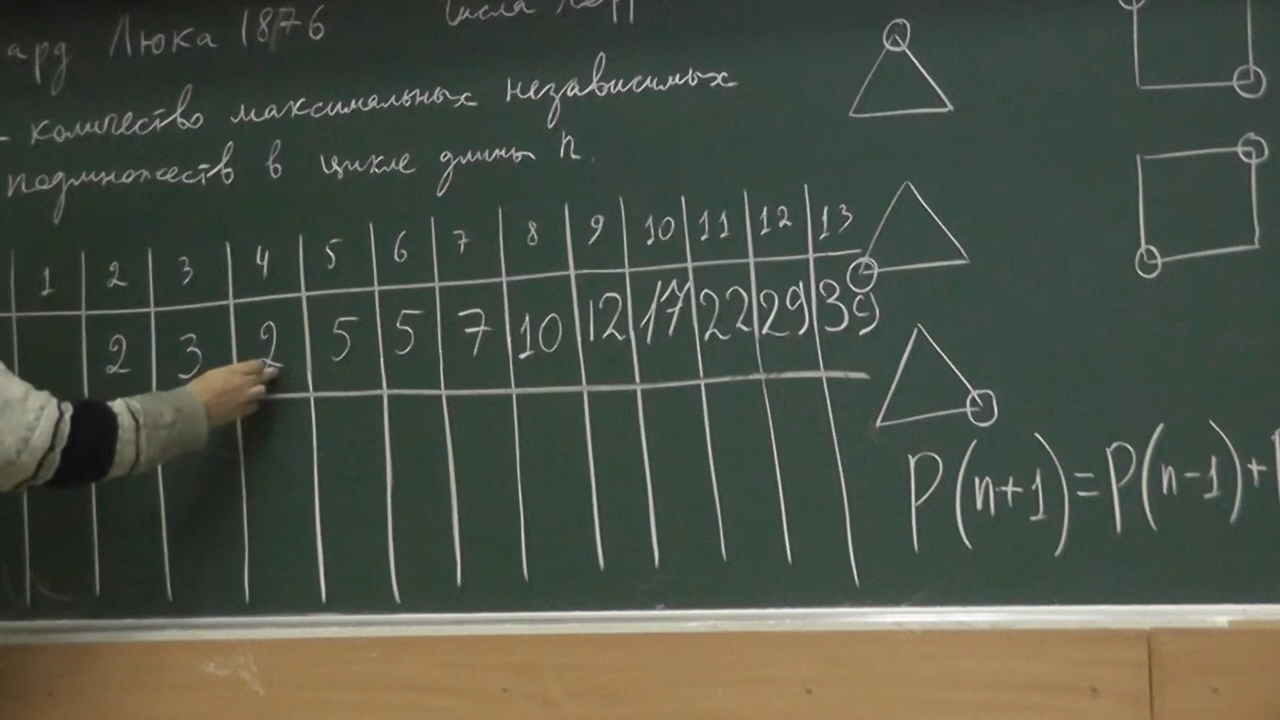 ард Люка 1876
Числа
- количество максимальных независимых
подмножеств в цикле длины n.
1 2 3 4 5 6 7 8 9 10 11 12 13
2 3 2 5 5 7 10 12 17 22 29 39
P(n+1)=P(n-1)+